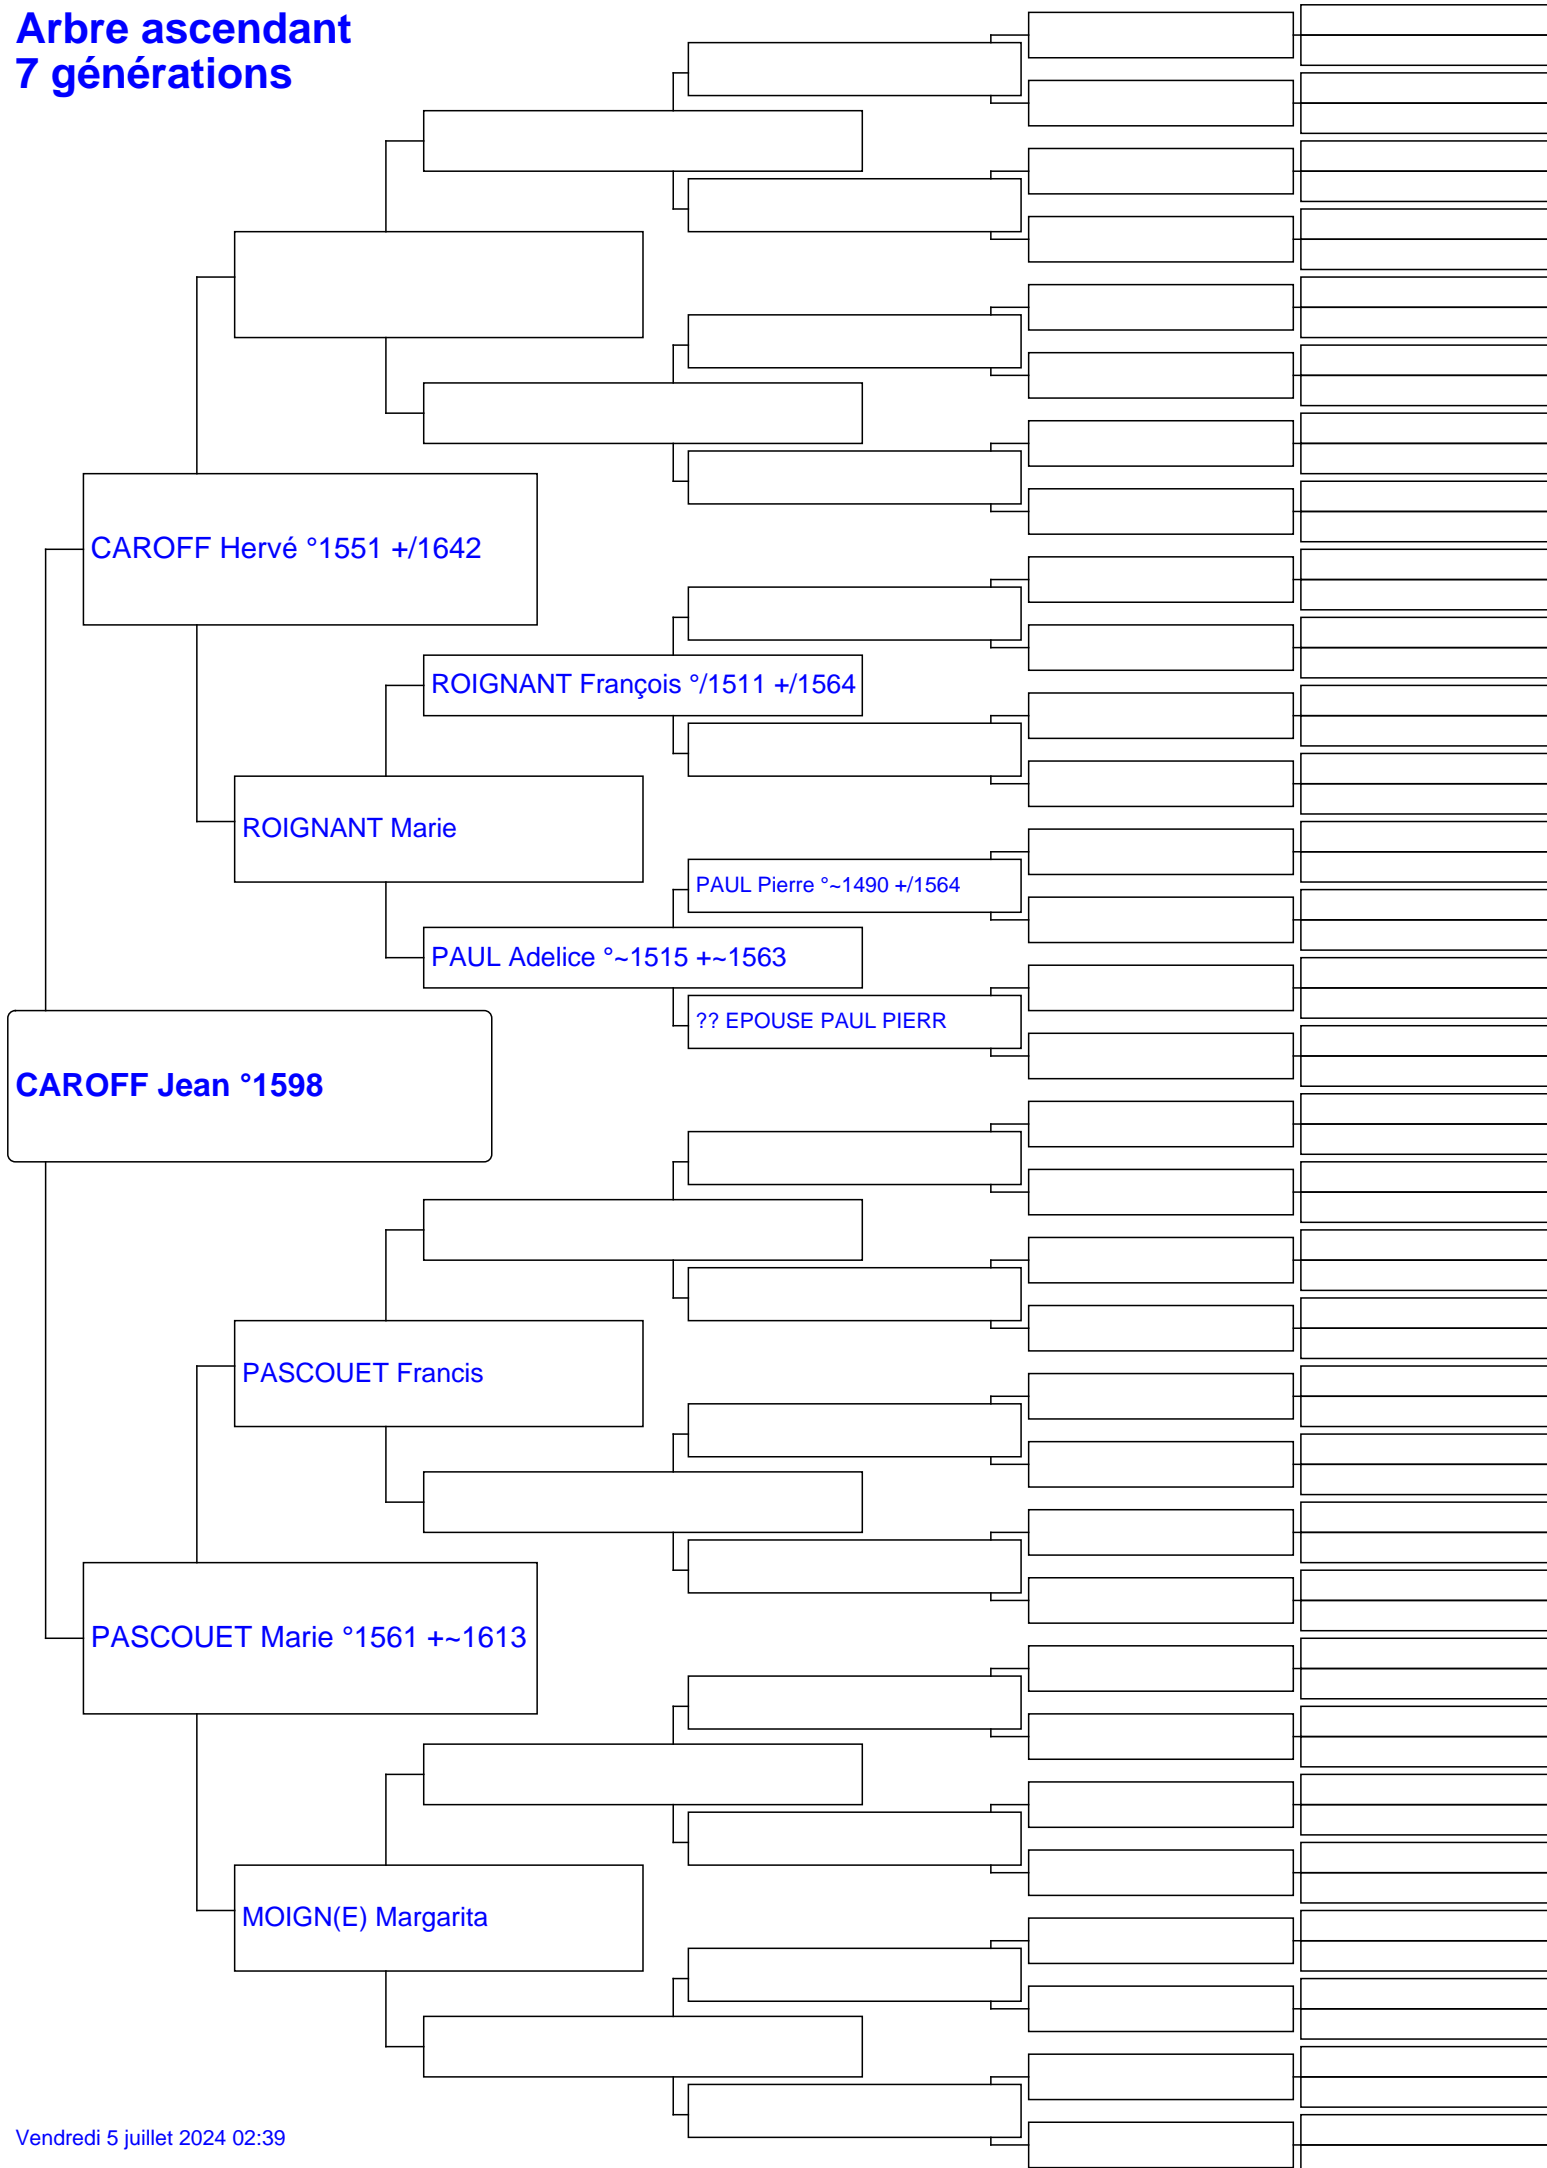 Arbre ascendant
7 générations
CAROFF Hervé °1551 +/1642
ROIGNANT François °/1511 +/1564
ROIGNANT Marie
PAUL Pierre °~1490 +/1564
PAUL Adelice °~1515 +~1563
?? EPOUSE PAUL PIERR
CAROFF Jean °1598
PASCOUET Francis
PASCOUET Marie °1561 +~1613
MOIGN(E) Margarita
Vendredi 5 juillet 2024 02:39